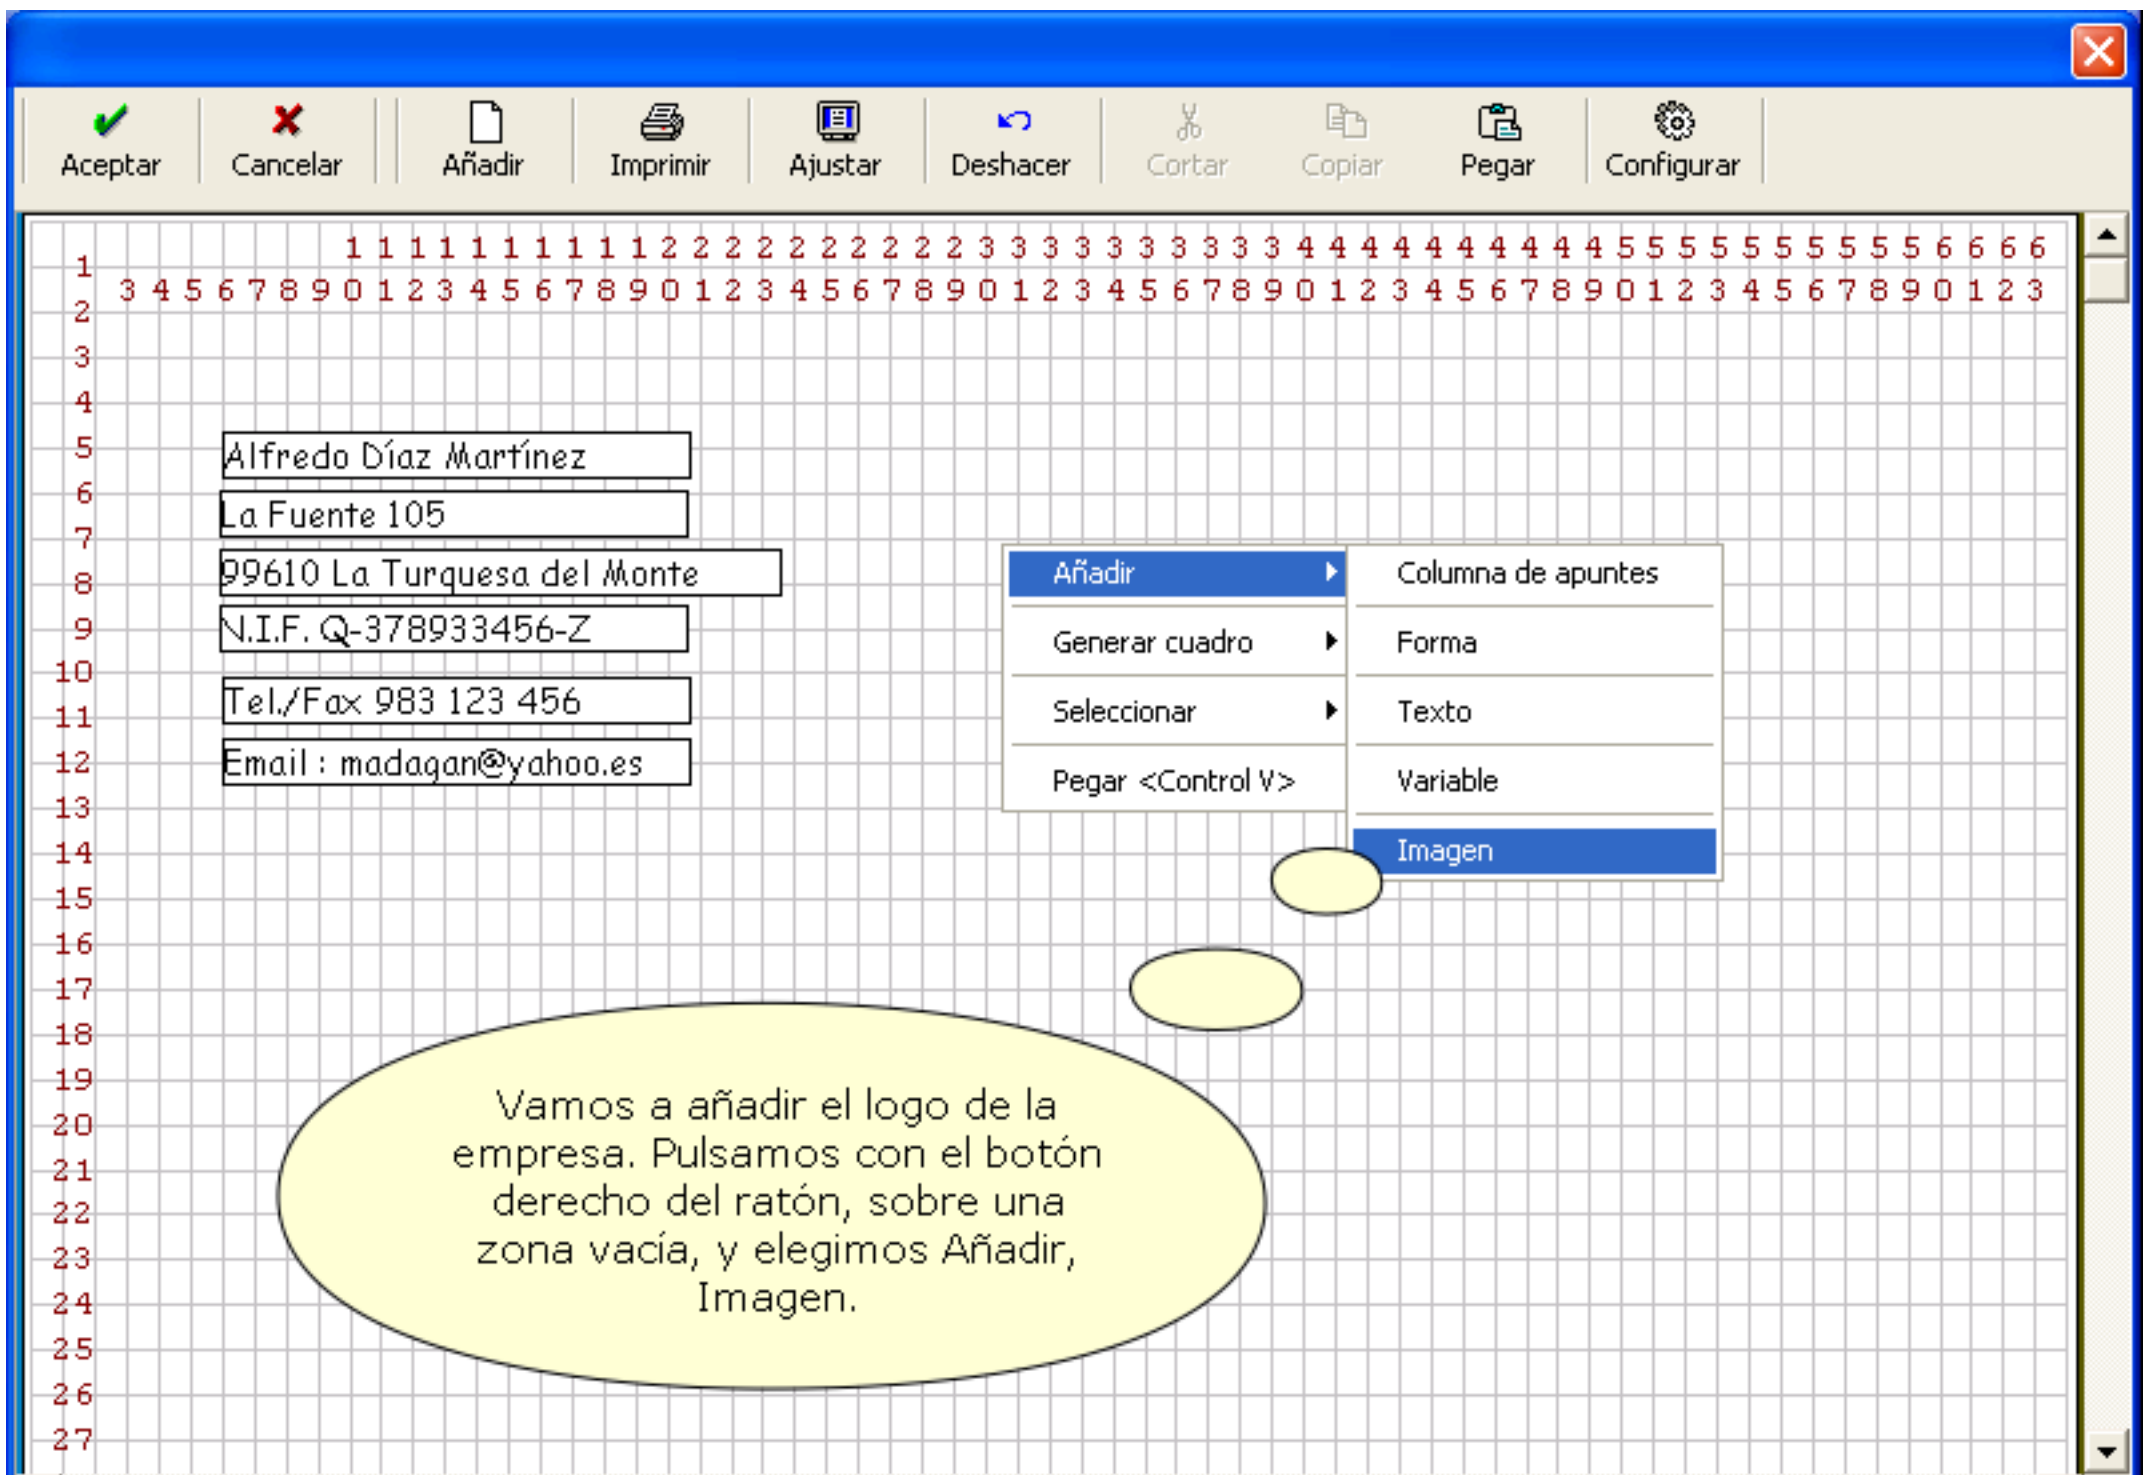 Aceptar Cancelar Añadir Imprimir Ajustar Deshacer Cortar Copiar Pegar Configurar
1 1 1 1 1 1 1 1 1 1 2 2 2 2 2 2 2 2 2 2 3 3 3 3 3 3 3 3 3 3 4 4 4 4 4 4 4 4 4 4 5 5 5 5 5 5 5 5 5 5 6 6 6 6
1
3 4 5 6 7 8 9 0 1 2 3 4 5 6 7 8 9 0 1 2 3 4 5 6 7 8 9 0 1 2 3 4 5 6 7 8 9 0 1 2 3 4 5 6 7 8 9 0 1 2 3 4 5 6 7 8 9 0 1 2 3
2
3
4
5
Alfredo Díaz Martínez
6
La Fuente 105
7
8
99610 La Turquesa del Monte
9
N.I.F. Q-378933456-Z
10
Tel./Fax 983 123 456
11
12
Email : madagan@yahoo.es
13
14
15
16
17
18
19
20
21
22
23
24
25
26
27
Añadir
Generar cuadro
Seleccionar
Pegar <Control V>
Columna de apuntes
Forma
Texto
Variable
Imagen
Vamos a añadir el logo de la
empresa. Pulsamos con el botón
derecho del ratón, sobre una
zona vacía, y elegimos Añadir,
Imagen.